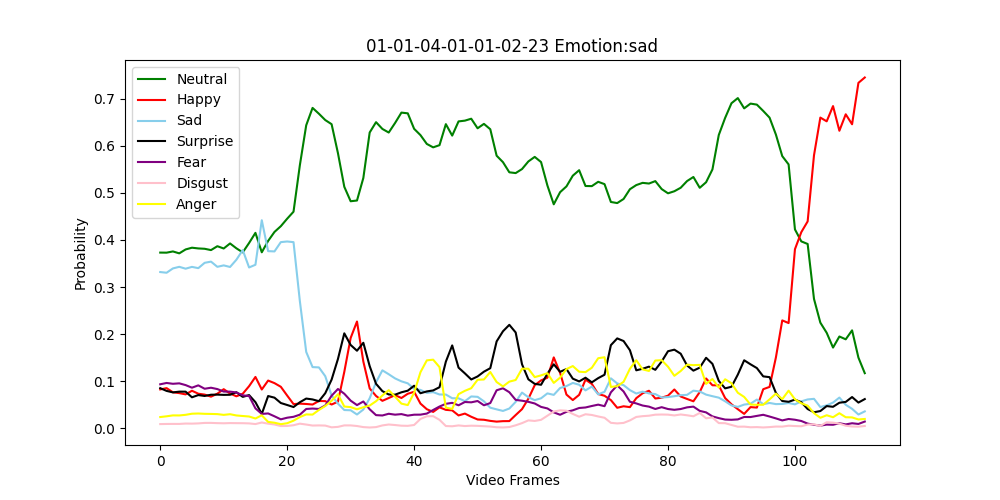 01-01-04-01-01-02-23 Emotion:sad
Neutral
Happy
Sad
Surprise
Fear
Disgust
Anger
Probability
0.7
0.6
0.5
0.4
0.3
0.2
0.1
0.0
0 20 40 60 80 100
Video Frames